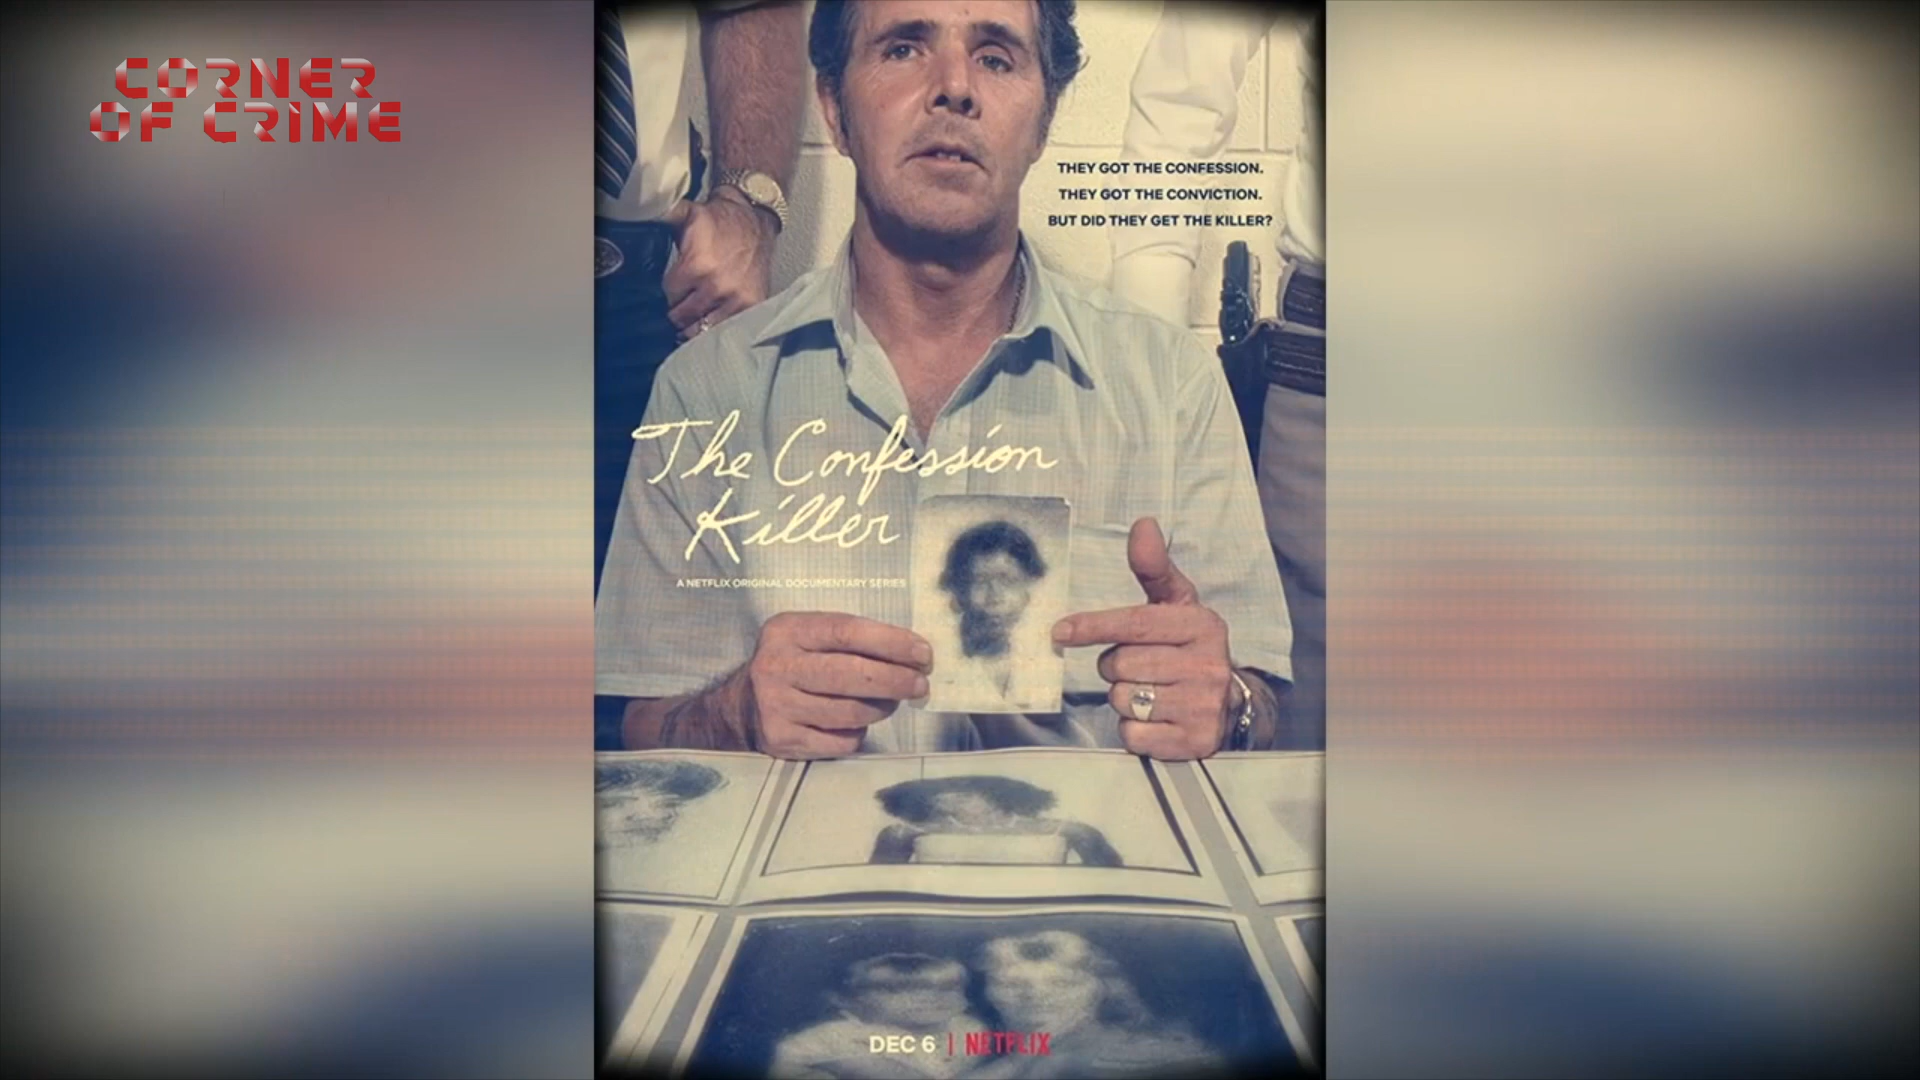 CORNER
OF CRIME
THEY GOT THE CONFESSION.
THEY GOT THE CONVICTION.
BUT DID THEY GET THE KILLER?
The Confession
Killer
A NETFLIX ORIGINAL DOCUMENTARY SERIES
DEC 6 | NETFLIX